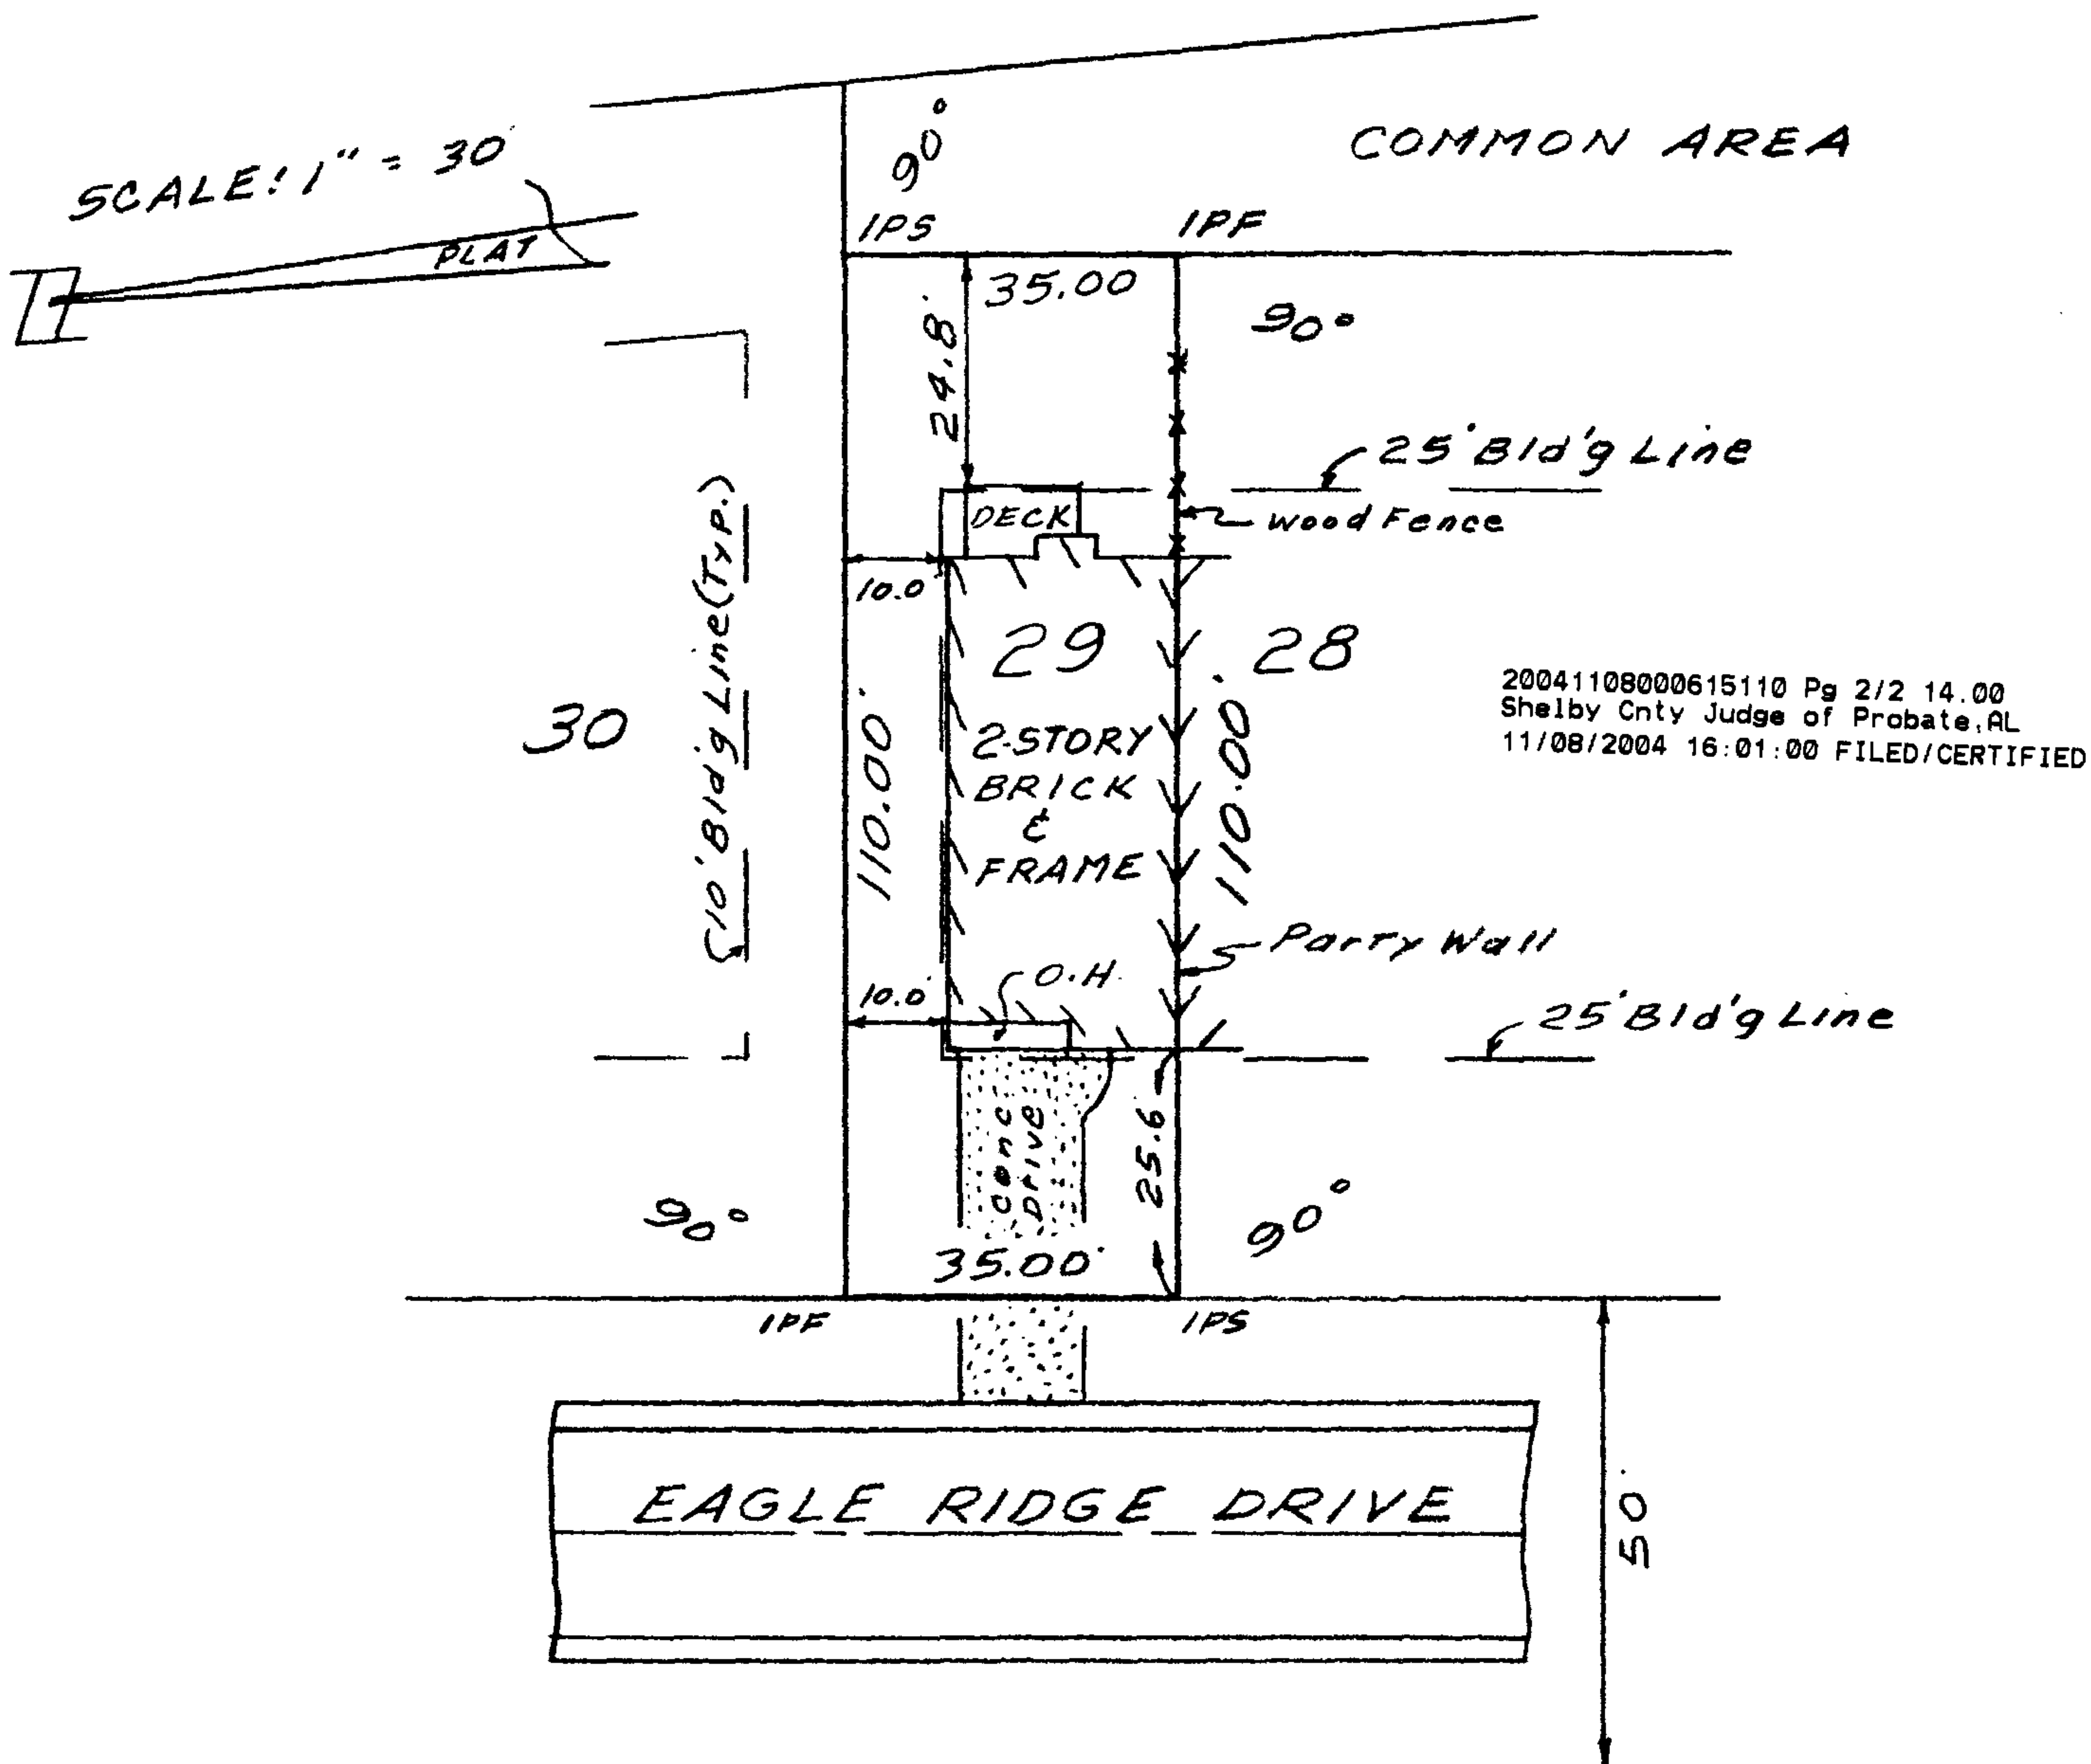 COMMON AREA
SCALE: 1" = 30'
PLAT
90°
IPS
IPF
35.00
90°
24.8'
25' Bld'g Line
DECK
Wood Fence
10' Bld'g Line (Typ.)
10.0'
29
28
30
110.00'
2-STORY
BRICK
&
FRAME
110.00'
20041108000615110 Pg 2/2 14.00
Shelby Cnty Judge of Probate, AL
11/08/2004 16:01:00 FILED/CERTIFIED
Party Wall
10.0'
O.H.
25' Bld'g Line
Conc
Drive
25.6
90°
90°
35.00'
IPF
IPS
EAGLE RIDGE DRIVE
50'